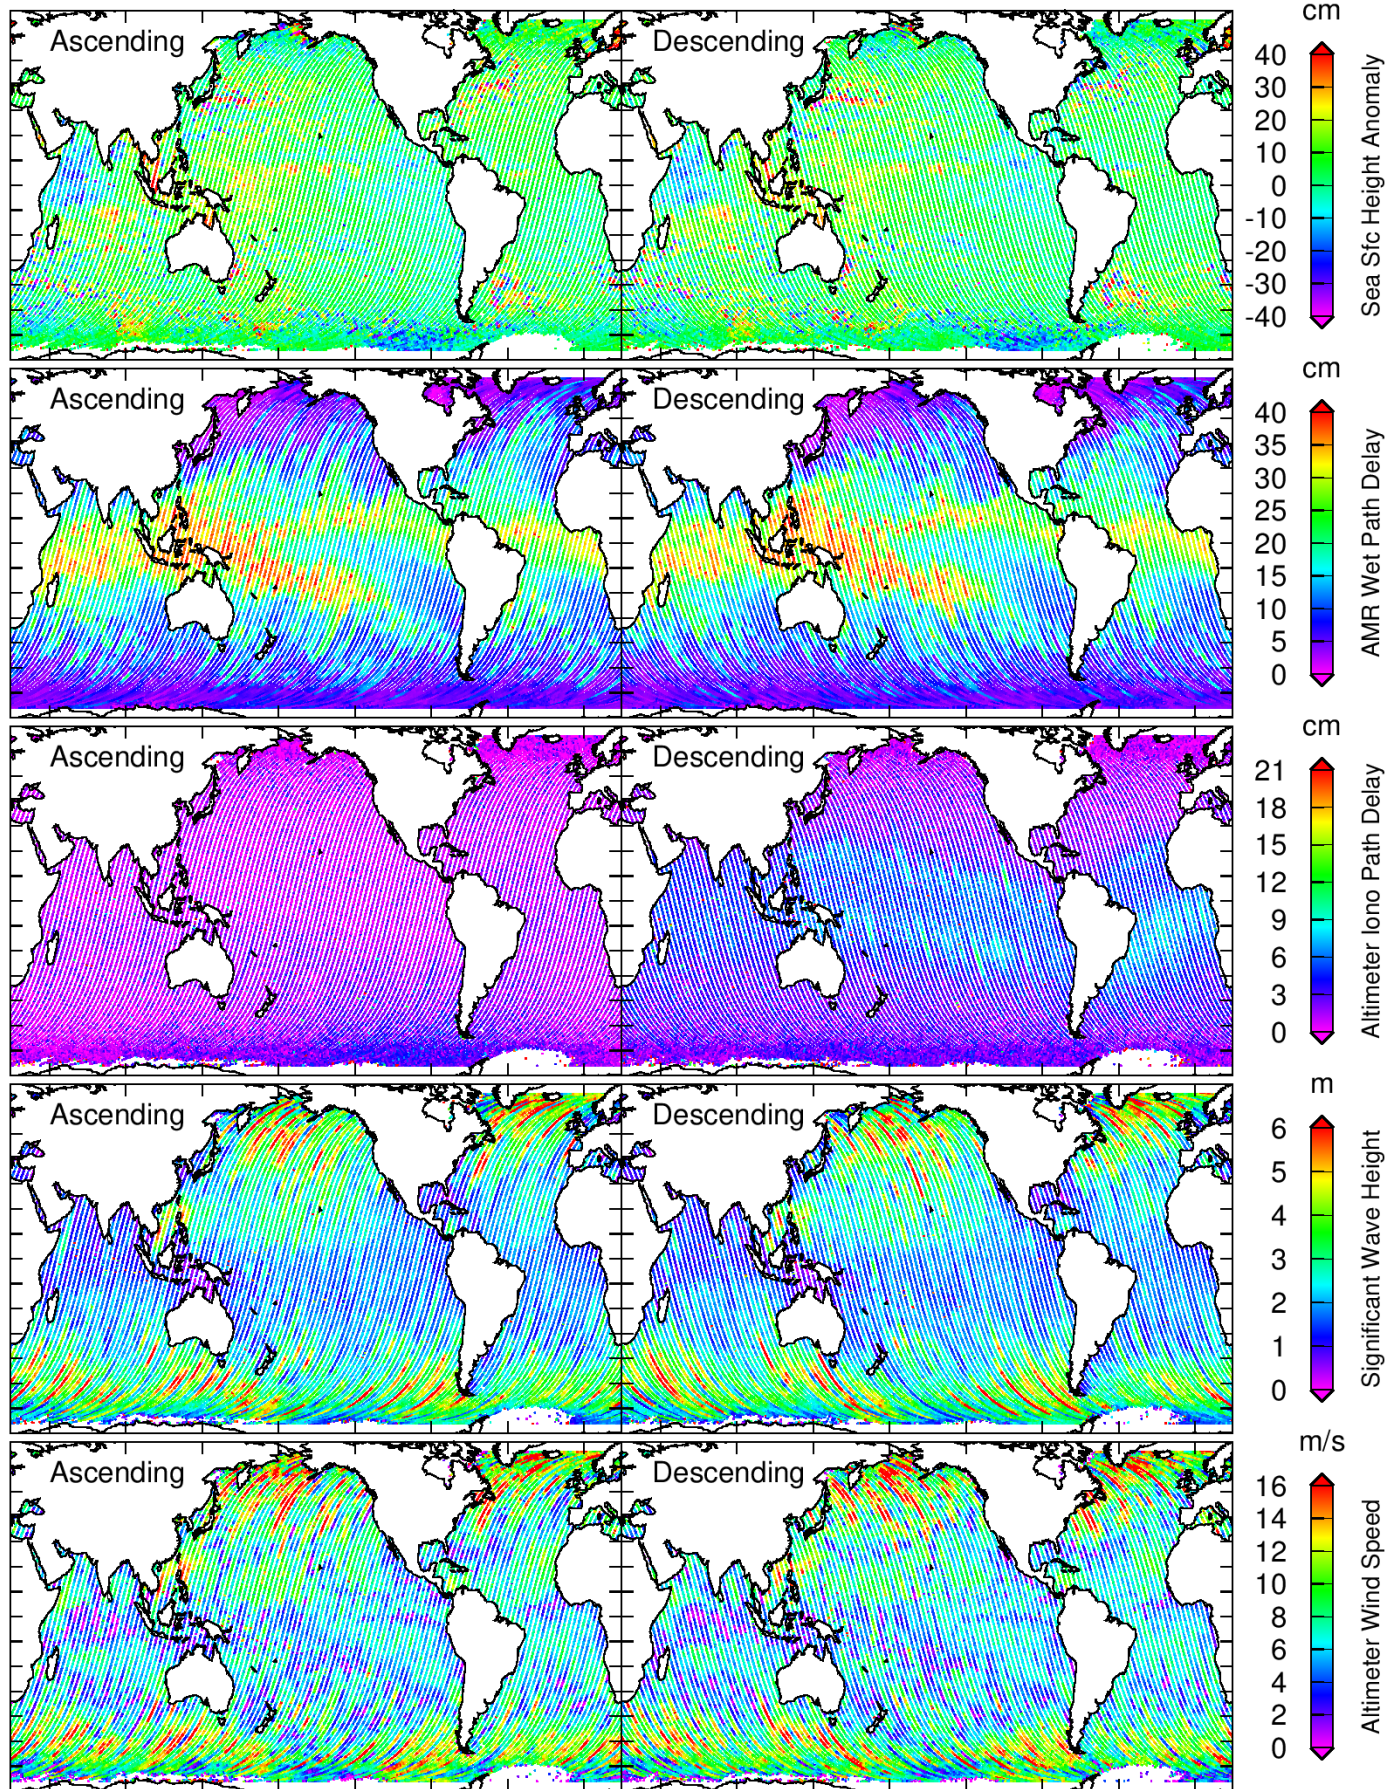 cm
Ascending
Descending
40
30
20
10
0
-10
-20
-30
-40
Sea Sfc Height Anomaly
cm
Ascending
Descending
40
35
30
25
20
15
10
5
0
AMR Wet Path Delay
cm
Ascending
Descending
21
18
15
12
9
6
3
0
Altimeter Iono Path Delay
m
Ascending
Descending
6
5
4
3
2
1
0
Significant Wave Height
m/s
Ascending
Descending
16
14
12
10
8
6
4
2
0
Altimeter Wind Speed